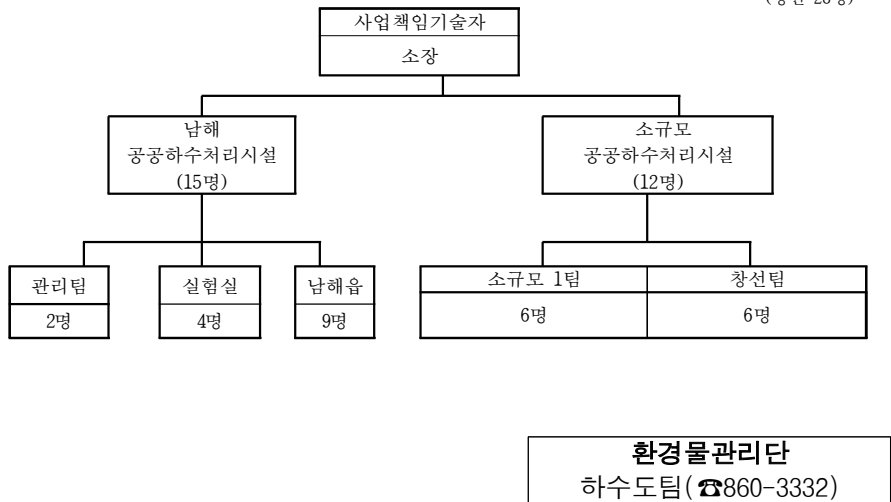 사업책임기술자
소장
남해
공공하수처리시설
(15명)
소규모
공공하수처리시설
(12명)
관리팀
2명
실험실
4명
남해읍
9명
소규모 1팀
6명
창선팀
6명
환경물관리단
하수도팀(☎860-3332)